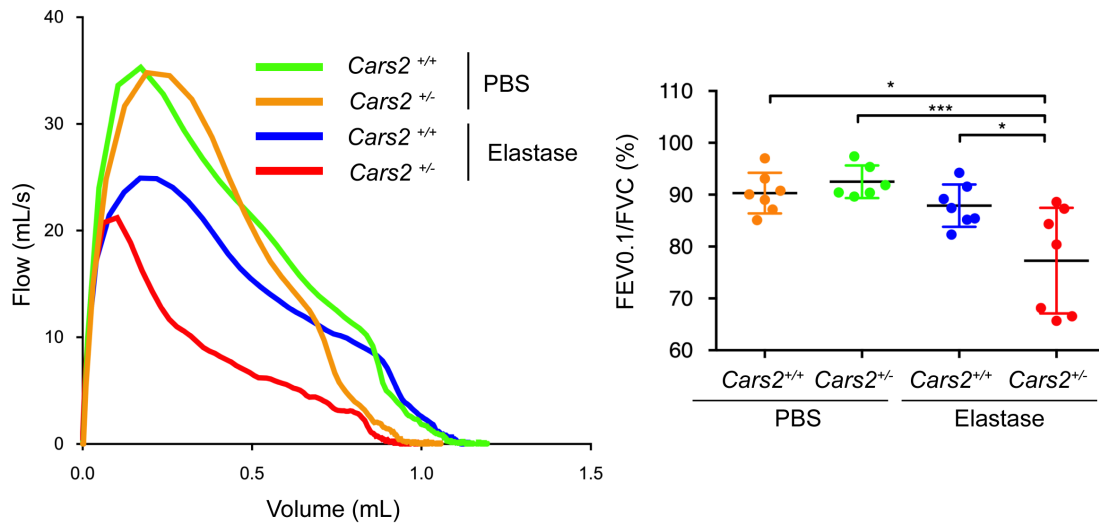 40
30
20
10
0
Flow (mL/s)
0.0
0.5
1.0
1.5
Volume (mL)
Cars2 +/+
Cars2 +/-
PBS
Cars2 +/+
Cars2 +/-
Elastase
110
100
90
80
70
60
FEV0.1/FVC (%)
*
***
*
Cars2+/+ Cars2+/- Cars2+/+ Cars2+/-
PBS Elastase